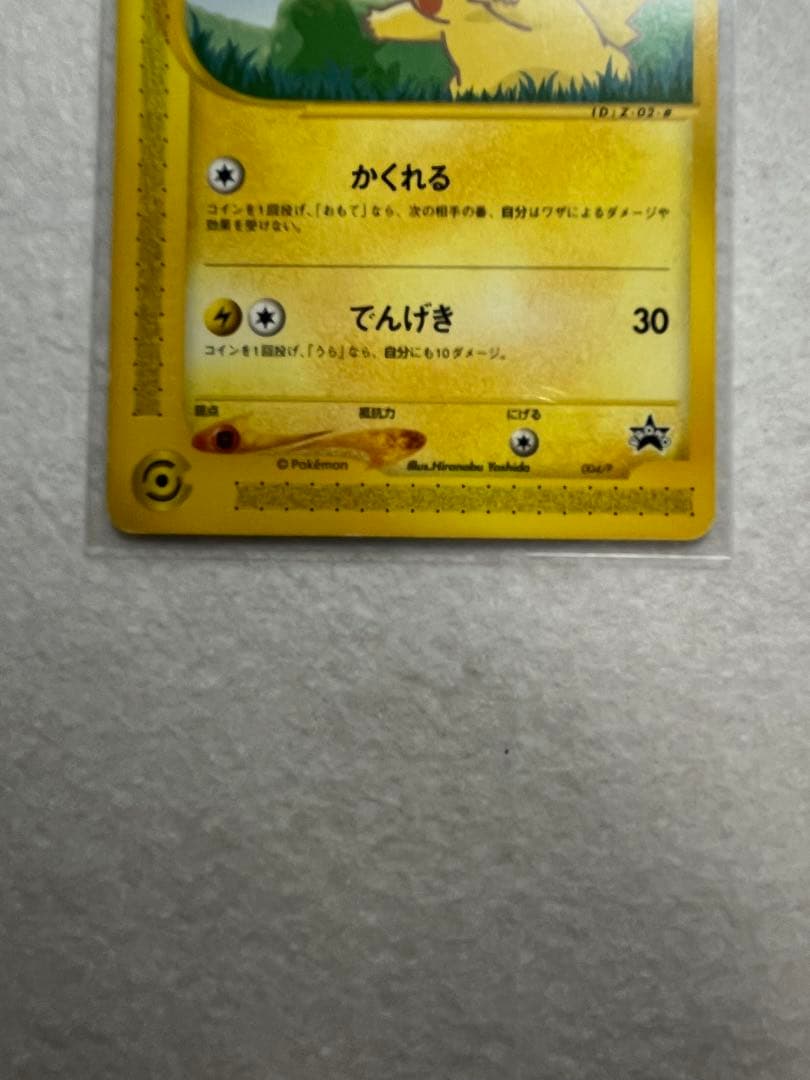 (D) Z-02-#
かくれる
コインを1回投げ、「おもて」なら、次の相手の番、自分はワザによるダメージや
効果を受けない。
でんげき 30
コインを1回投げ、「うら」なら、自分にも10ダメージ。
弱点 抵抗力 にげる
PROMO
©Pokémon illus.Hironobu Yoshida 004/P